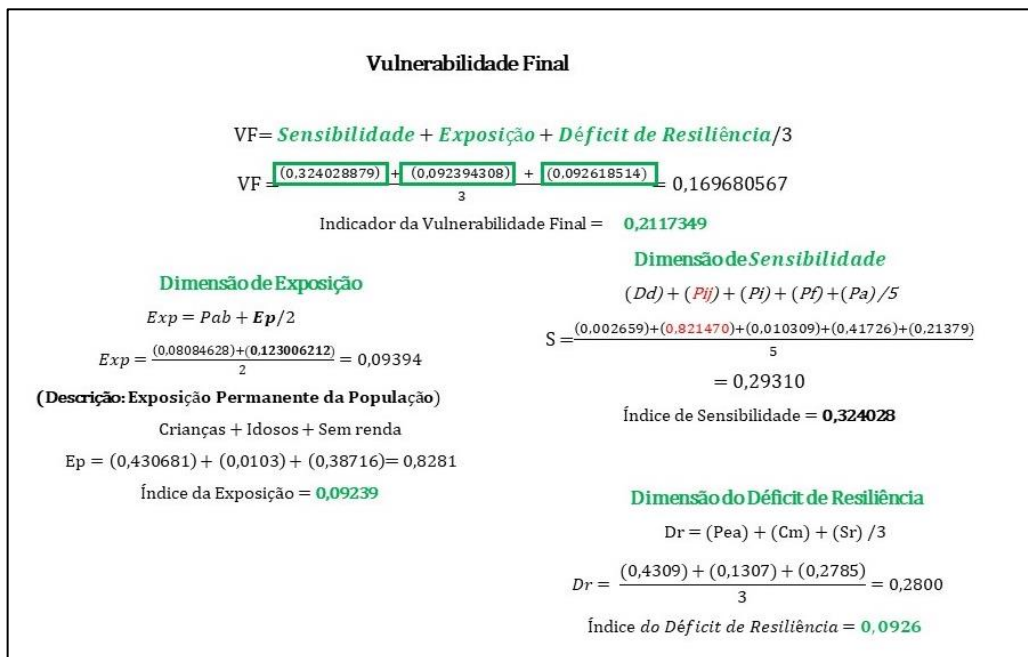 Vulnerabilidade Final
VF= Sensibilidade + Exposição + Déficit de Resiliência/3
VF = (0,324028879) + (0,092394308) + (0,092618514) / 3 = 0,169680567
Indicador da Vulnerabilidade Final = 0,2117349
Dimensão de Exposição
Exp = Pab + Ep/2
Exp = (0,08084628)+(0,123006212) / 2 = 0,09394
(Descrição: Exposição Permanente da População)
Crianças + Idosos + Sem renda
Ep = (0,430681) + (0,0103) + (0,38716)= 0,8281
Índice da Exposição = 0,09239
Dimensão de Sensibilidade
(Dd) + (Pij) + (Pi) + (Pf) +(Pa)/5
S = (0,002659)+(0,821470)+(0,010309)+(0,41726)+(0,21379) / 5
= 0,29310
Índice de Sensibilidade = 0,324028
Dimensão do Déficit de Resiliência
Dr = (Pea) + (Cm) + (Sr) /3
Dr = (0,4309) + (0,1307) + (0,2785) / 3 = 0,2800
Índice do Déficit de Resiliência = 0,0926